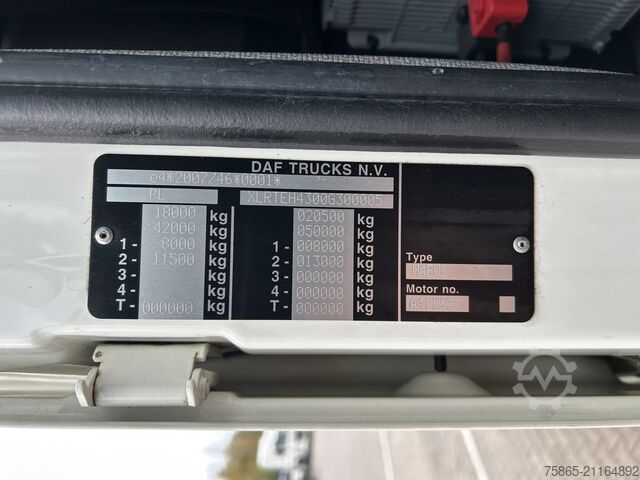 DAF TRUCKS N.V.
e4*2007/46*0001*
PL XLRTEH4300G300005
18000 kg 020500 kg
42000 kg 050000 kg
1- 8000 kg 1- 008000 kg
2- 11500 kg 2- 013000 kg
3- kg 3- 000000 kg
4- kg 4- 000000 kg
T- 000000 kg T- 000000 kg
Type
Motor no.
75865-21164892